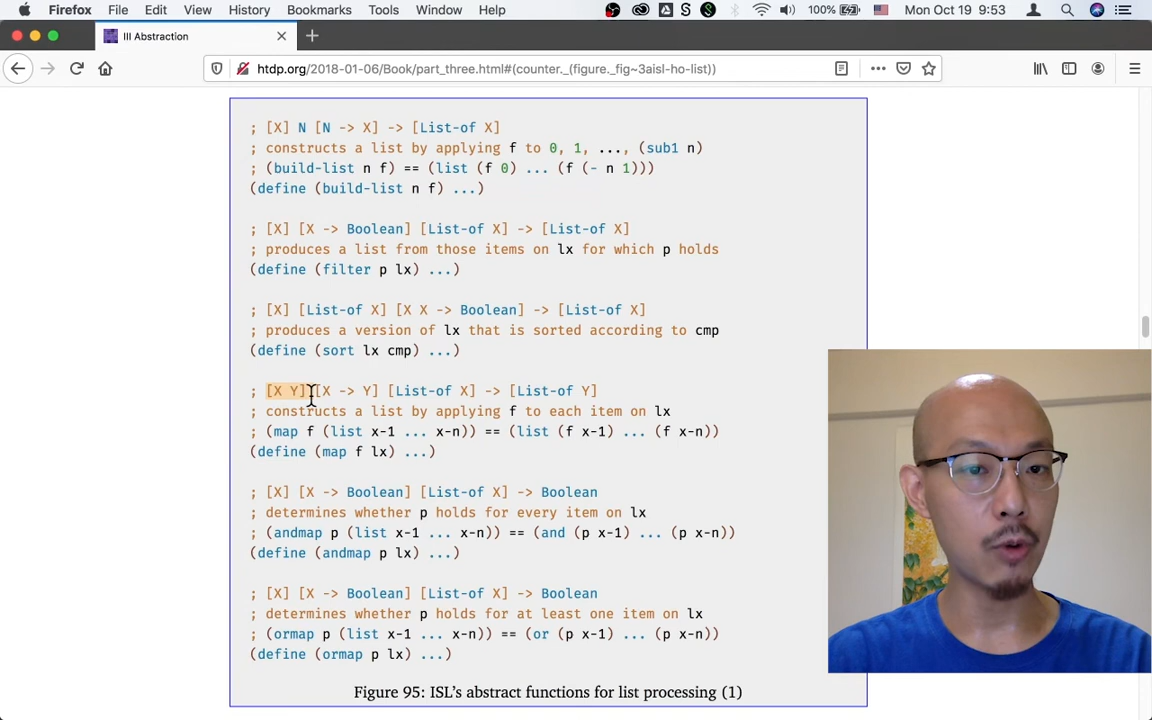 Firefox File Edit View History Bookmarks Tools Window Help 100% Mon Oct 19 9:53
III Abstraction
htdp.org/2018-01-06/Book/part_three.html#(counter._(figure._fig~3aisl-ho-list))
; [X] N [N -> X] -> [List-of X]
; constructs a list by applying f to 0, 1, ..., (sub1 n)
; (build-list n f) == (list (f 0) ... (f (- n 1)))
(define (build-list n f) ...)
; [X] [X -> Boolean] [List-of X] -> [List-of X]
; produces a list from those items on lx for which p holds
(define (filter p lx) ...)
; [X] [List-of X] [X X -> Boolean] -> [List-of X]
; produces a version of lx that is sorted according to cmp
(define (sort lx cmp) ...)
; [X Y] [X -> Y] [List-of X] -> [List-of Y]
; constructs a list by applying f to each item on lx
; (map f (list x-1 ... x-n)) == (list (f x-1) ... (f x-n))
(define (map f lx) ...)
; [X] [X -> Boolean] [List-of X] -> Boolean
; determines whether p holds for every item on lx
; (andmap p (list x-1 ... x-n)) == (and (p x-1) ... (p x-n))
(define (andmap p lx) ...)
; [X] [X -> Boolean] [List-of X] -> Boolean
; determines whether p holds for at least one item on lx
; (ormap p (list x-1 ... x-n)) == (or (p x-1) ... (p x-n))
(define (ormap p lx) ...)
Figure 95: ISL's abstract functions for list processing (1)